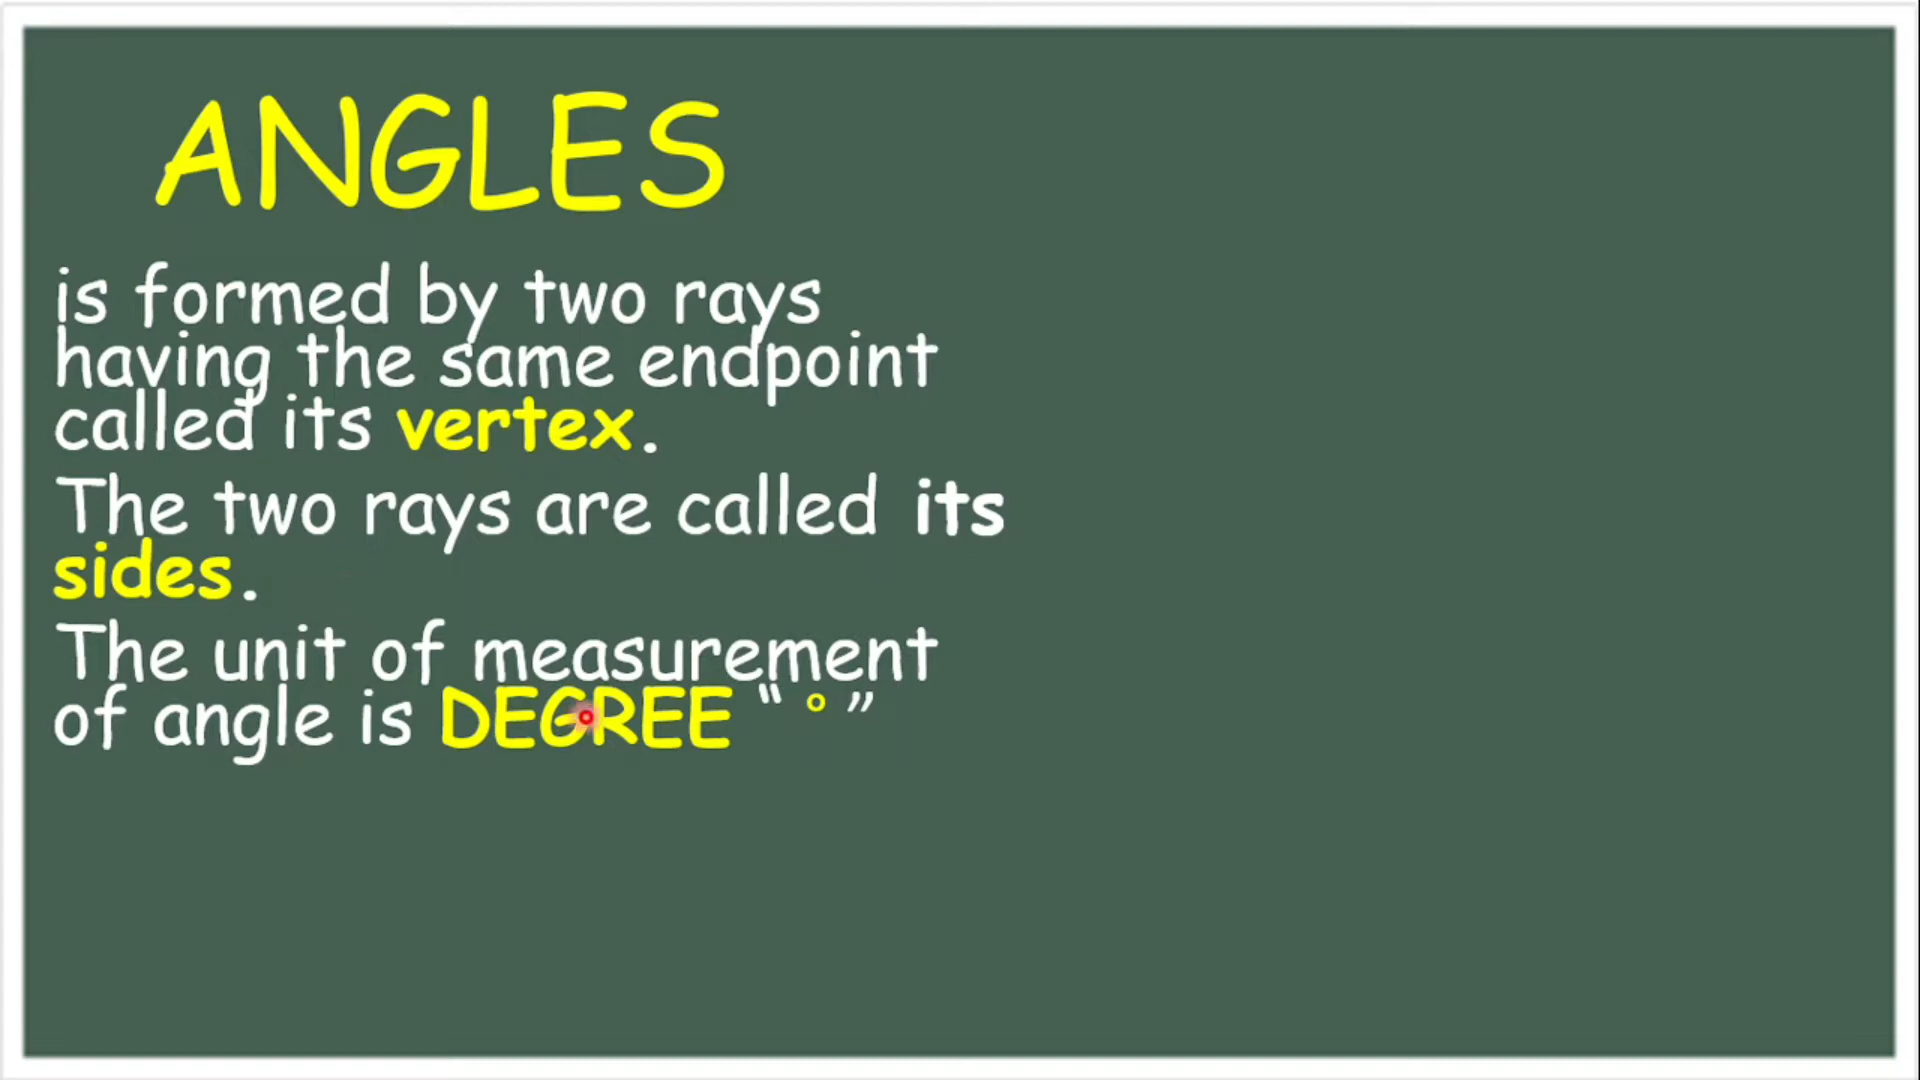 ANGLES
is formed by two rays
having the same endpoint
called its vertex.
The two rays are called its
sides.
The unit of measurement
of angle is DEGREE “ ° ”